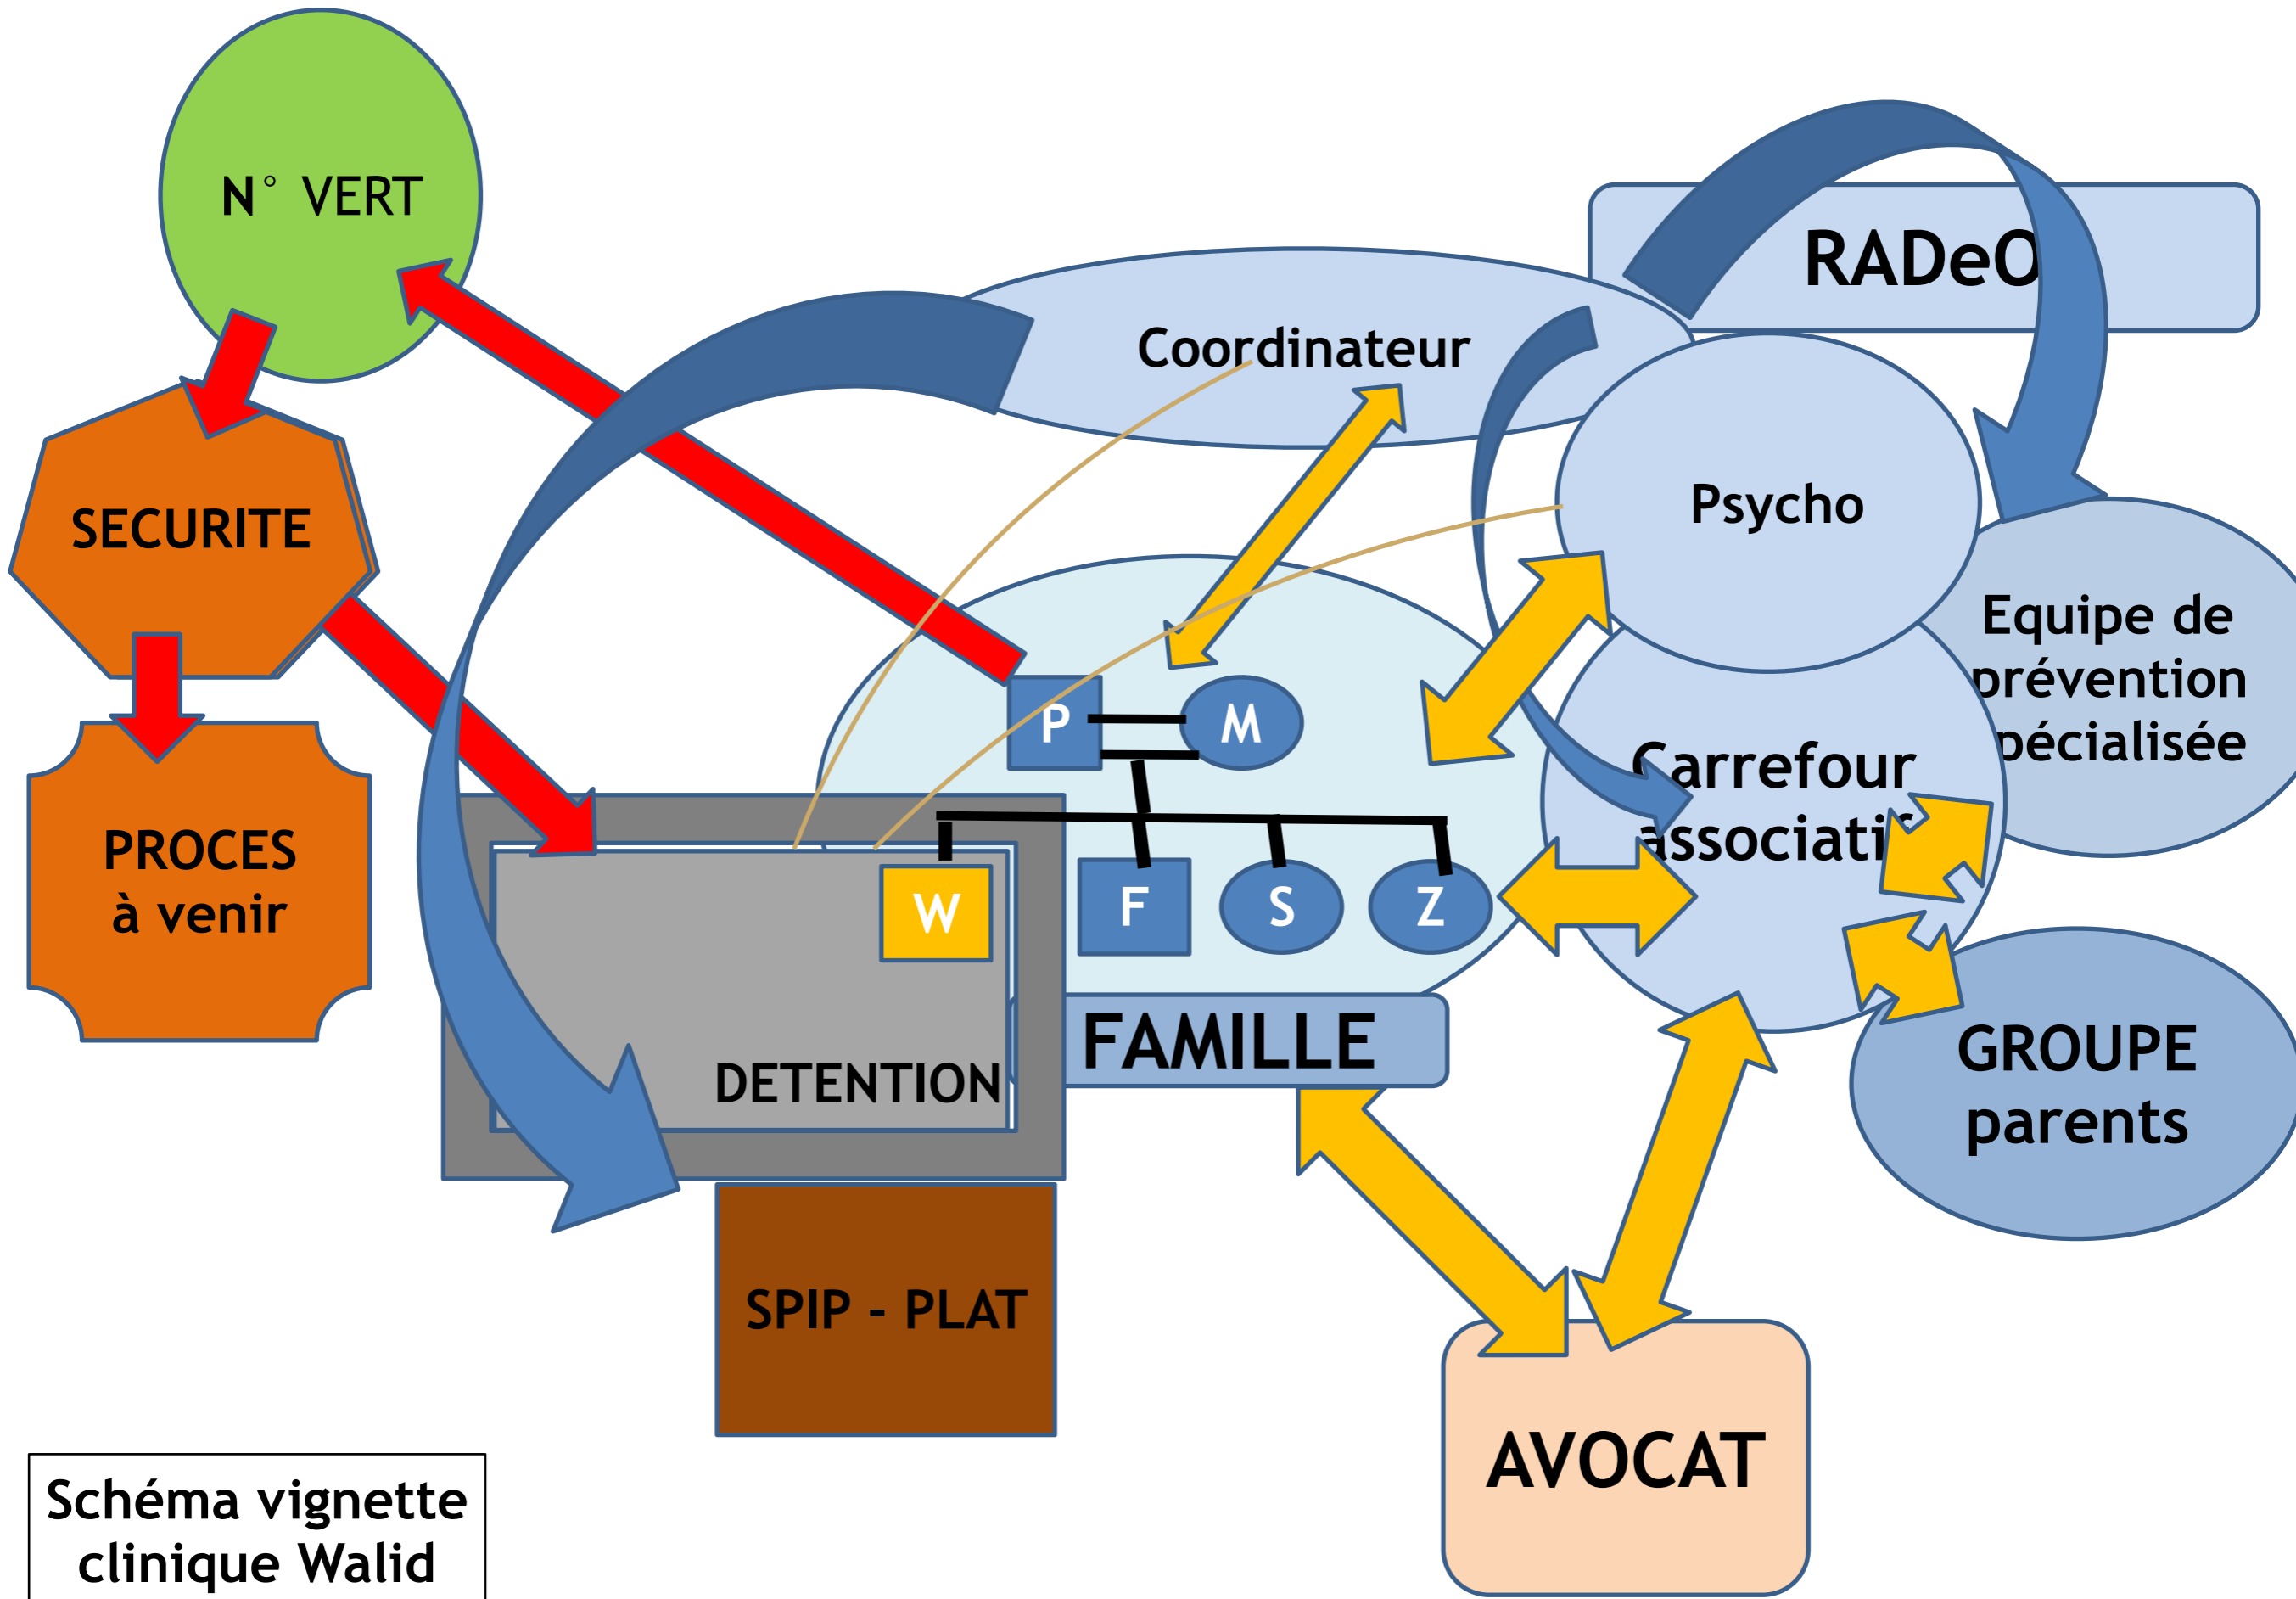 N° VERT
RADeO
Coordinateur
Psycho
SECURITE
Equipe de
prévention
pécialisée
P
M
Carrefour
associatif
PROCES
à venir
W
F
S
Z
DETENTION
FAMILLE
GROUPE
parents
SPIP - PLAT
AVOCAT
Schéma vignette
clinique Walid